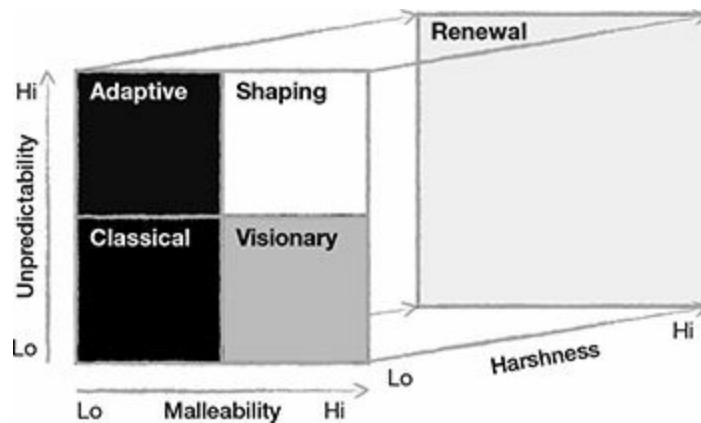 Renewal
Hi
Adaptive
Shaping
Unpredictability
Classical
Visionary
Lo
Hi
Harshness
Lo
Lo
Malleability
Hi